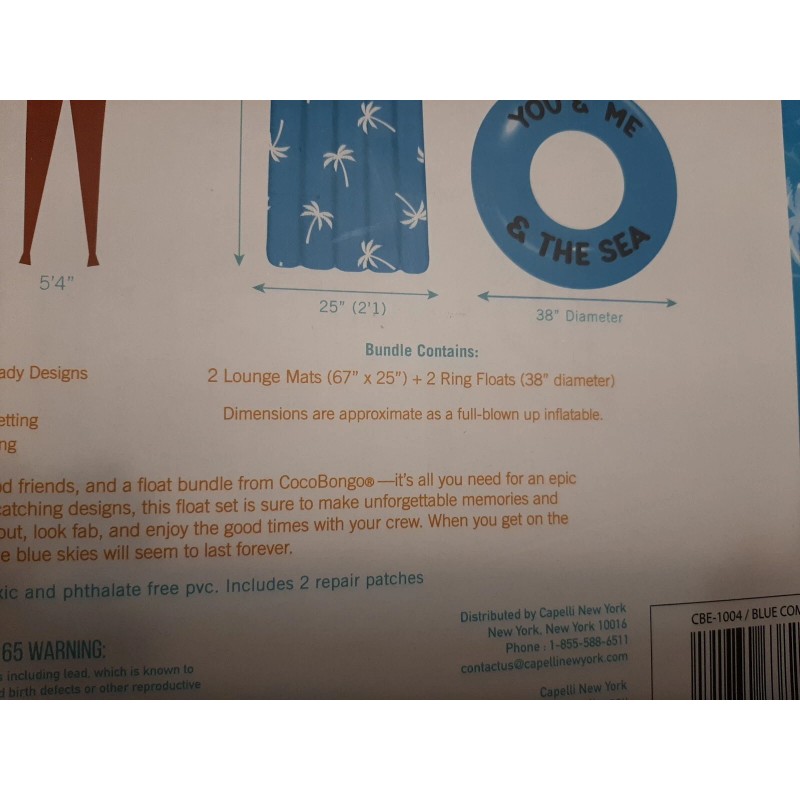 YOU & ME
& THE SEA
5'4"
25" (2'1)
38" Diameter
Bundle Contains:
ady Designs
2 Lounge Mats (67" x 25") + 2 Ring Floats (38" diameter)
etting
Dimensions are approximate as a full-blown up inflatable.
ng
d friends, and a float bundle from CocoBongo®—it's all you need for an epic
catching designs, this float set is sure to make unforgettable memories and
out, look fab, and enjoy the good times with your crew. When you get on the
e blue skies will seem to last forever.
xic and phthalate free pvc. Includes 2 repair patches
Distributed by Capelli New York
New York, New York 10016
Phone : 1-855-588-6511
contactus@capellinewyork.com
Capelli New York
CBE-1004 / BLUE COM
65 WARNING:
s including lead, which is known to
d birth defects or other reproductive